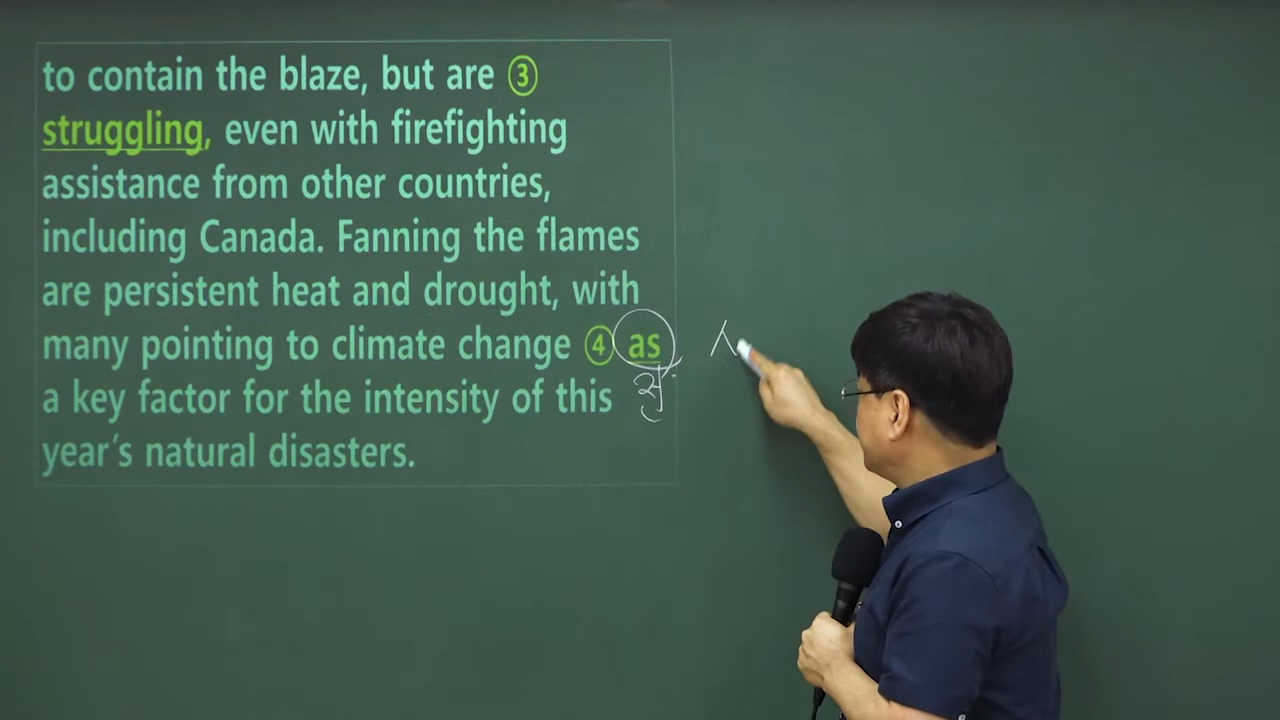 to contain the blaze, but are ③
struggling, even with firefighting
assistance from other countries,
including Canada. Fanning the flames
are persistent heat and drought, with
many pointing to climate change ④ as
a key factor for the intensity of this
year’s natural disasters.